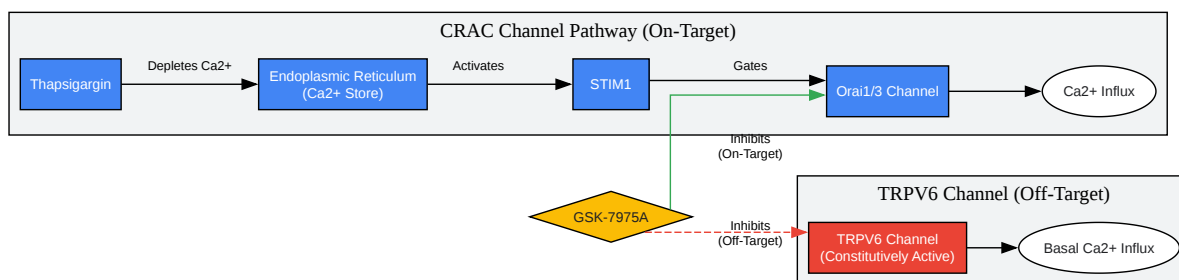 CRAC Channel Pathway (On-Target)
Thapsigargin
Depletes Ca2+
Endoplasmic Reticulum
(Ca2+ Store)
Activates
STIM1
Gates
Orai1/3 Channel
Ca2+ Influx
Inhibits
(On-Target)
GSK-7975A
Inhibits
(Off-Target)
TRPV6 Channel (Off-Target)
TRPV6 Channel
(Constitutively Active)
Basal Ca2+ Influx